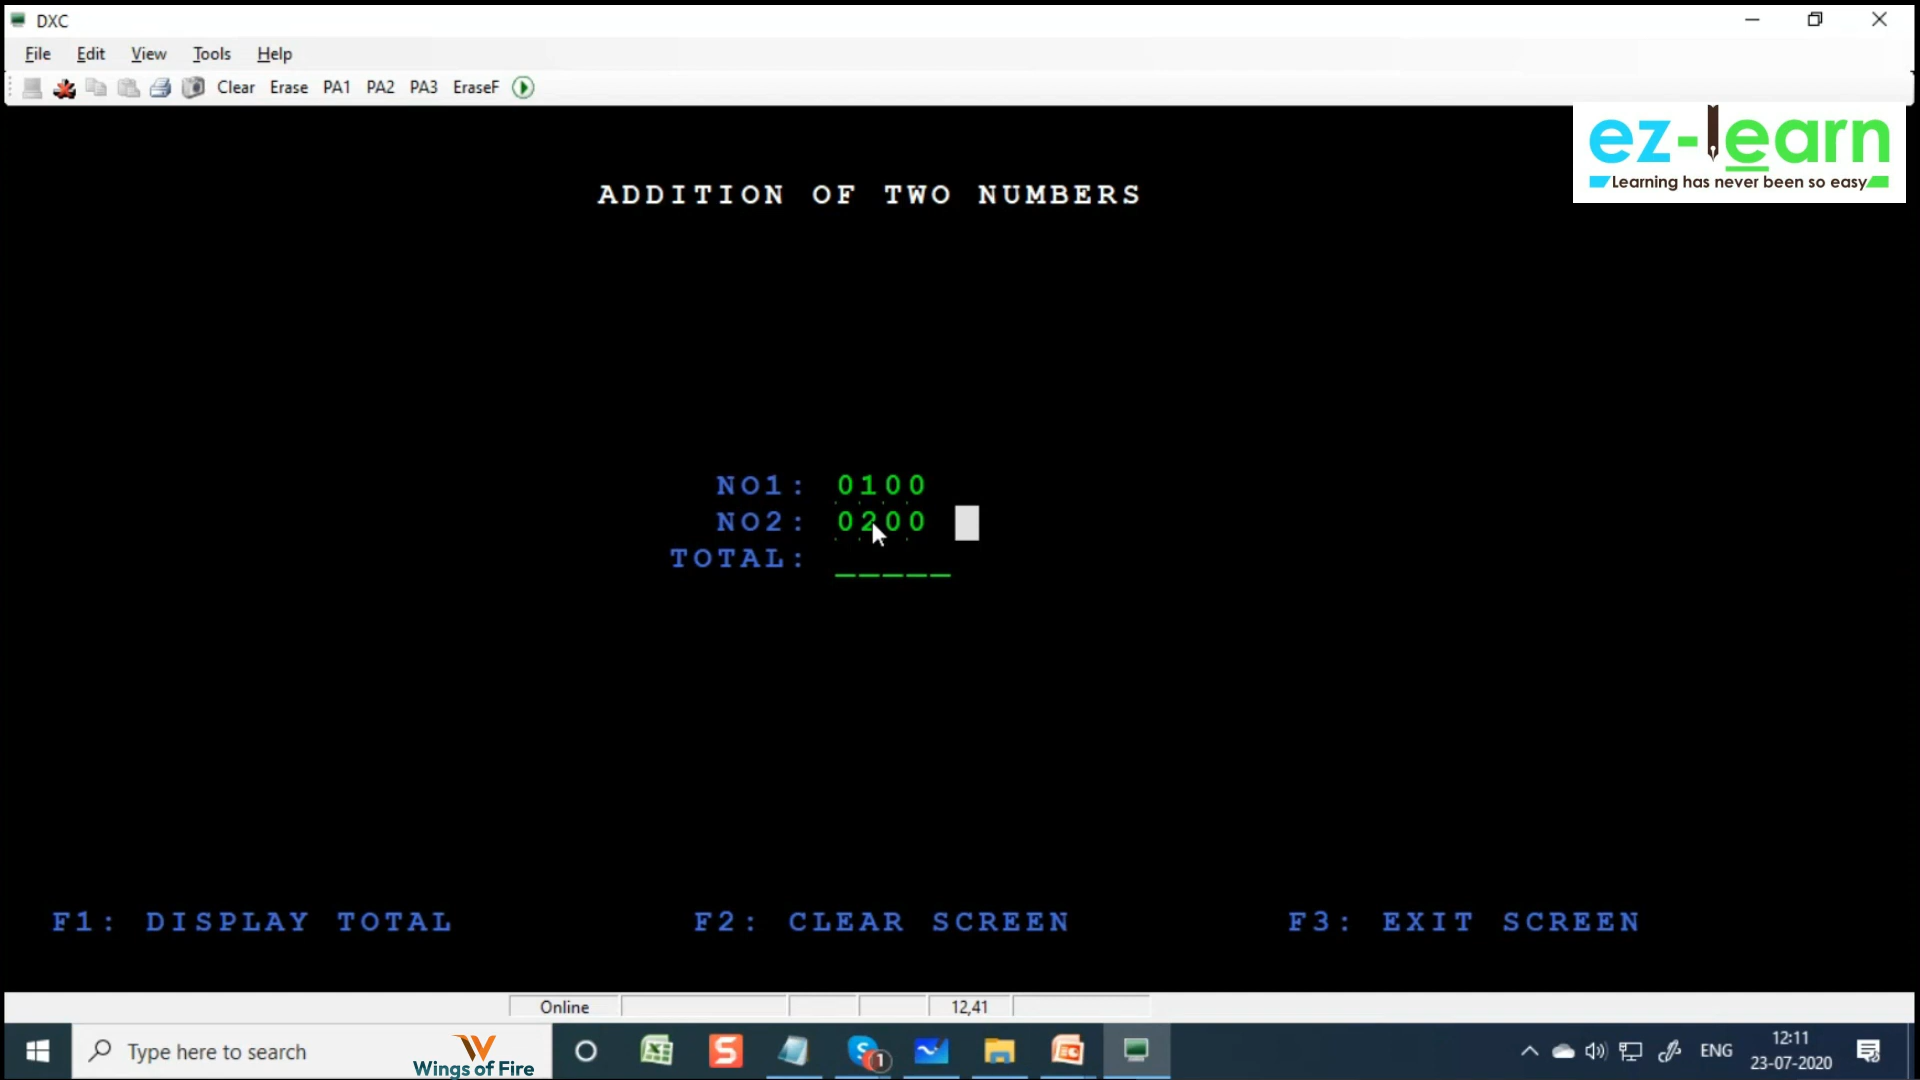 DXC
File Edit View Tools Help
Clear Erase PA1 PA2 PA3 EraseF
ez-learn
Learning has never been so easy
ADDITION OF TWO NUMBERS
NO1: 0100
NO2: 0200
TOTAL: _____
F1: DISPLAY TOTAL F2: CLEAR SCREEN F3: EXIT SCREEN
Online 12,41
Type here to search
Wings of Fire
1
ENG
12:11
23-07-2020